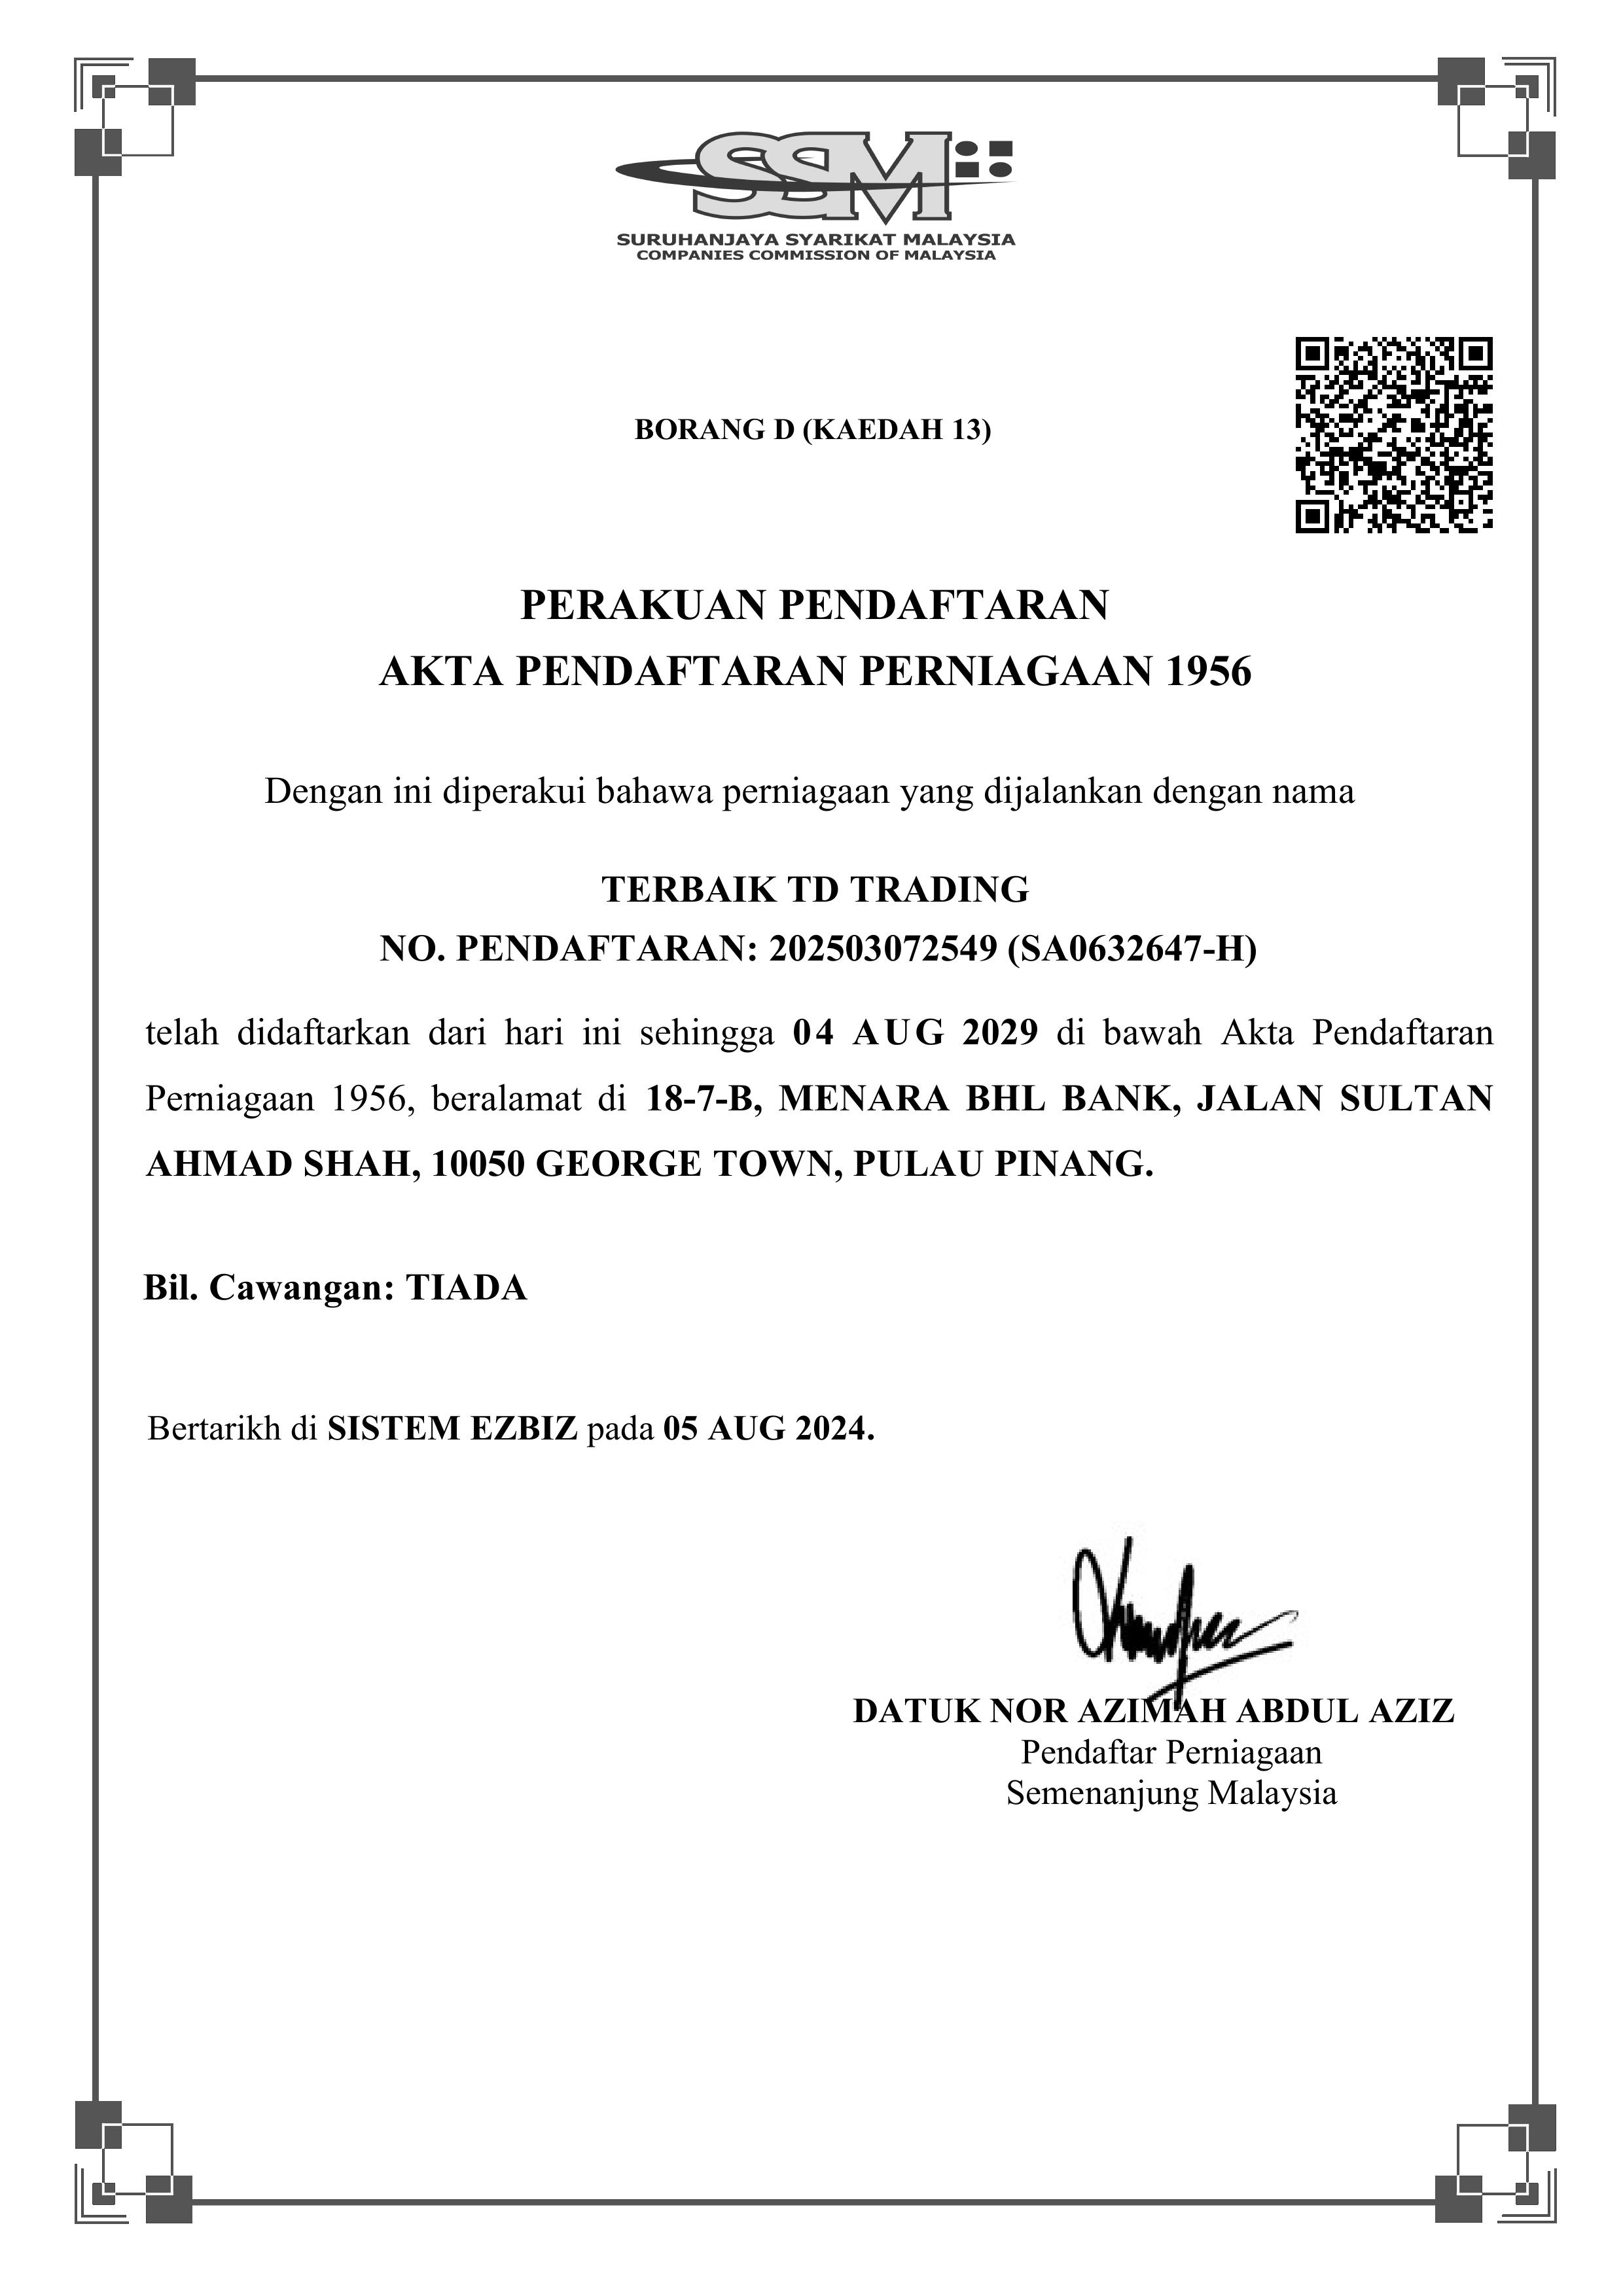 SSM
SURUHANJAYA SYARIKAT MALAYSIA
COMPANIES COMMISSION OF MALAYSIA
BORANG D (KAEDAH 13)
PERAKUAN PENDAFTARAN
AKTA PENDAFTARAN PERNIAGAAN 1956
Dengan ini diperakui bahawa perniagaan yang dijalankan dengan nama
TERBAIK TD TRADING
NO. PENDAFTARAN: 202503072549 (SA0632647-H)
telah didaftarkan dari hari ini sehingga 04 AUG 2029 di bawah Akta Pendaftaran
Perniagaan 1956, beralamat di 18-7-B, MENARA BHL BANK, JALAN SULTAN
AHMAD SHAH, 10050 GEORGE TOWN, PULAU PINANG.
Bil. Cawangan: TIADA
Bertarikh di SISTEM EZBIZ pada 05 AUG 2024.
DATUK NOR AZIMAH ABDUL AZIZ
Pendaftar Perniagaan
Semenanjung Malaysia